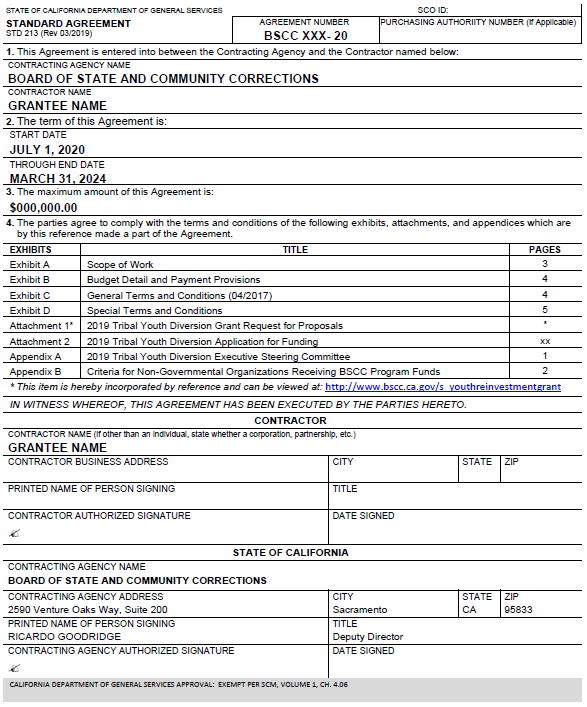 STATE OF CALIFORNIA DEPARTMENT OF GENERAL SERVICES
SCO ID:
STANDARD AGREEMENT
AGREEMENT NUMBER
PURCHASING AUTHORIITY NUMBER (If Applicable)
STD 213 (Rev 03/2019)
BSCC XXX- 20
1. This Agreement is entered into between the Contracting Agency and the Contractor named below:
CONTRACTING AGENCY NAME
BOARD OF STATE AND COMMUNITY CORRECTIONS
CONTRACTOR NAME
GRANTEE NAME
2. The term of this Agreement is:
START DATE
JULY 1, 2020
THROUGH END DATE
MARCH 31, 2024
3. The maximum amount of this Agreement is:
$000,000.00
4. The parties agree to comply with the terms and conditions of the following exhibits, attachments, and appendices which are
by this reference made a part of the Agreement.
EXHIBITS TITLE PAGES
Exhibit A Scope of Work 3
Exhibit B Budget Detail and Payment Provisions 4
Exhibit C General Terms and Conditions (04/2017) 4
Exhibit D Special Terms and Conditions 5
Attachment 1* 2019 Tribal Youth Diversion Grant Request for Proposals *
Attachment 2 2019 Tribal Youth Diversion Application for Funding xx
Appendix A 2019 Tribal Youth Diversion Executive Steering Committee 1
Appendix B Criteria for Non-Governmental Organizations Receiving BSCC Program Funds 2
* This item is hereby incorporated by reference and can be viewed at: http://www.bscc.ca.gov/s_youthreinvestmentgrant
IN WITNESS WHEREOF, THIS AGREEMENT HAS BEEN EXECUTED BY THE PARTIES HERETO.
CONTRACTOR
CONTRACTOR NAME (if other than an individual, state whether a corporation, partnership, etc.)
GRANTEE NAME
CONTRACTOR BUSINESS ADDRESS CITY STATE ZIP
PRINTED NAME OF PERSON SIGNING TITLE
CONTRACTOR AUTHORIZED SIGNATURE DATE SIGNED
STATE OF CALIFORNIA
CONTRACTING AGENCY NAME
BOARD OF STATE AND COMMUNITY CORRECTIONS
CONTRACTING AGENCY ADDRESS CITY STATE ZIP
2590 Venture Oaks Way, Suite 200 Sacramento CA 95833
PRINTED NAME OF PERSON SIGNING TITLE
RICARDO GOODRIDGE Deputy Director
CONTRACTING AGENCY AUTHORIZED SIGNATURE DATE SIGNED
CALIFORNIA DEPARTMENT OF GENERAL SERVICES APPROVAL: EXEMPT PER SCM, VOLUME 1, CH. 4.06